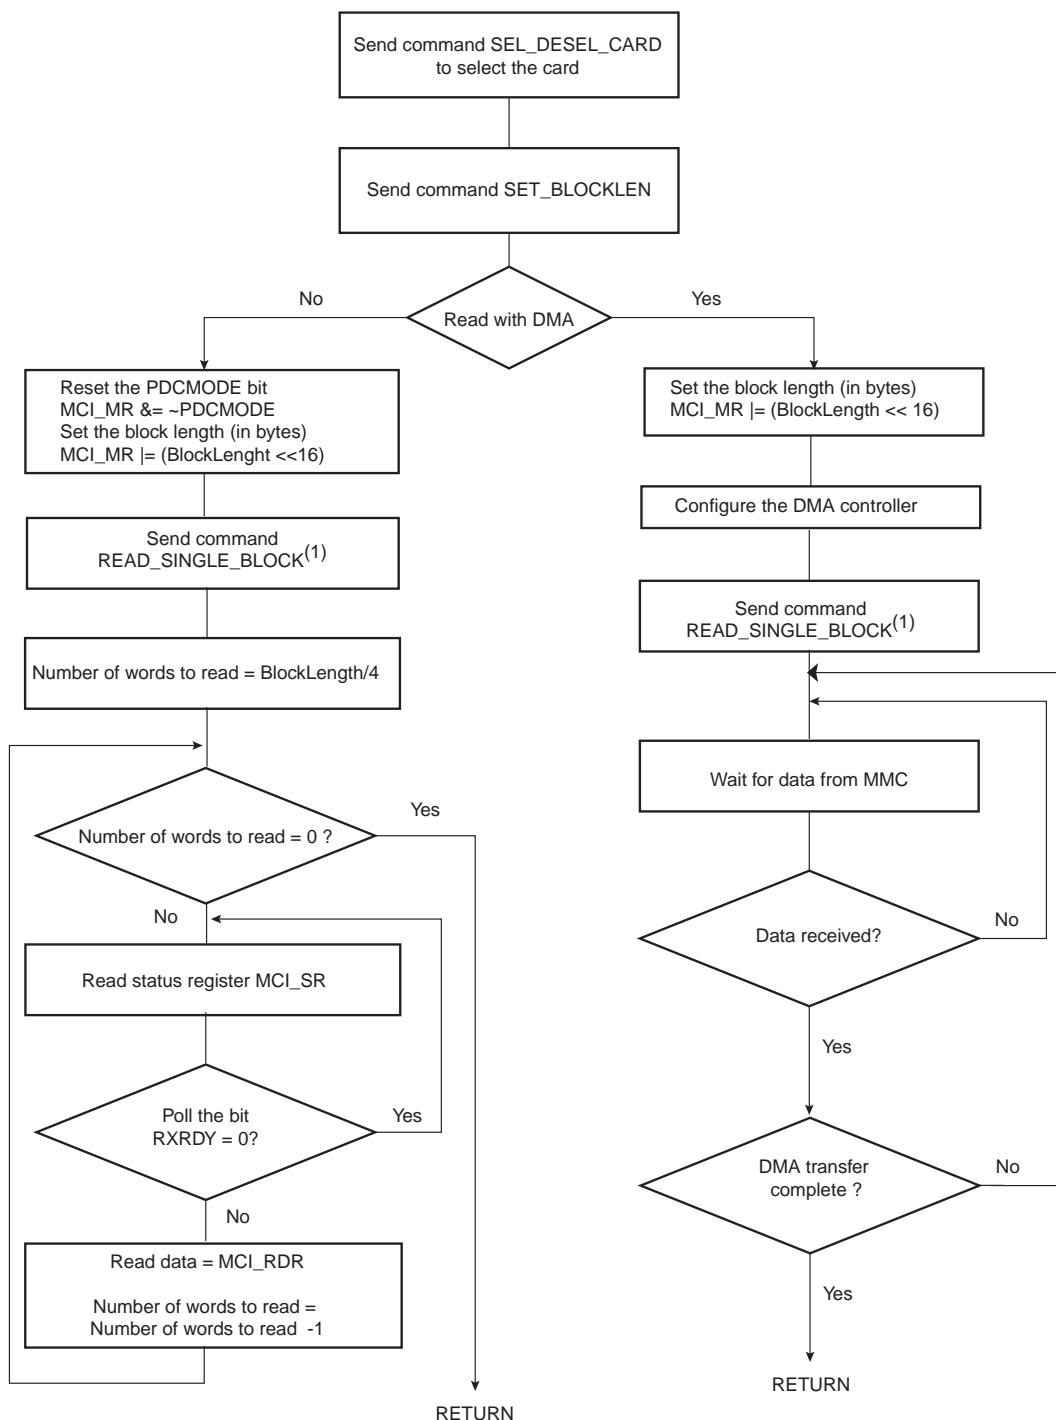 Send command SEL_DESEL_CARD
to select the card
Send command SET_BLOCKLEN
No
Yes
Read with DMA
Reset the PDCMODE bit
MCI_MR &= ~PDCMODE
Set the block length (in bytes)
MCI_MR |= (BlockLenght <<16)
Send command
READ_SINGLE_BLOCK(1)
Number of words to read = BlockLength/4
Number of words to read = 0 ?
Yes
No
Read status register MCI_SR
Poll the bit
RXRDY = 0?
Yes
No
Read data = MCI_RDR
Number of words to read =
Number of words to read -1
RETURN
Set the block length (in bytes)
MCI_MR |= (BlockLength << 16)
Configure the DMA controller
Send command
READ_SINGLE_BLOCK(1)
Wait for data from MMC
Data received?
No
Yes
DMA transfer
complete ?
No
Yes
RETURN